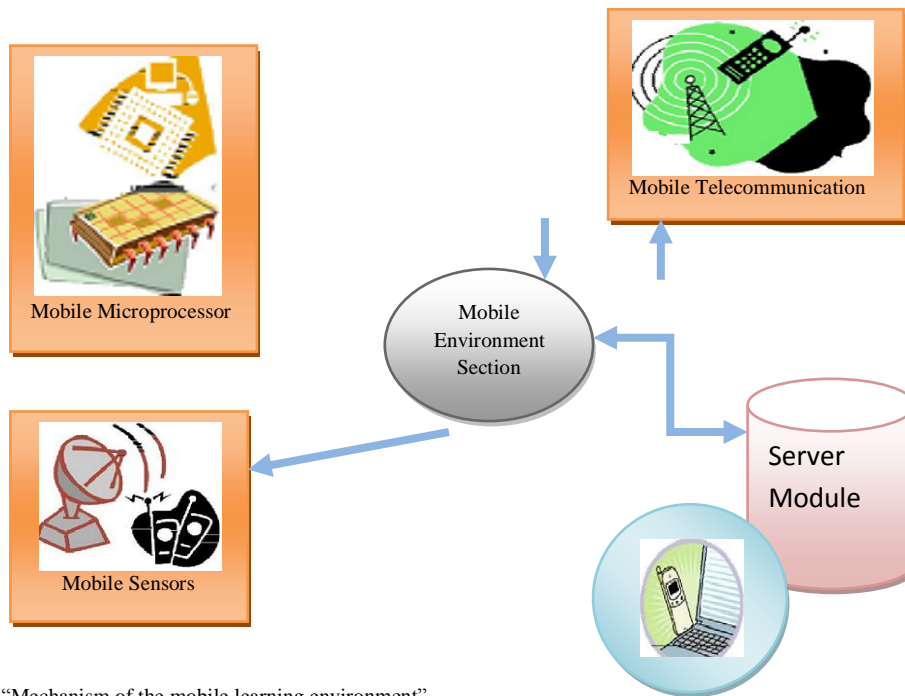 Mobile Telecommunication
Mobile Microprocessor
Mobile
Environment
Section
Server
Module
Mobile Sensors
“Mechanism of the mobile learning environment”